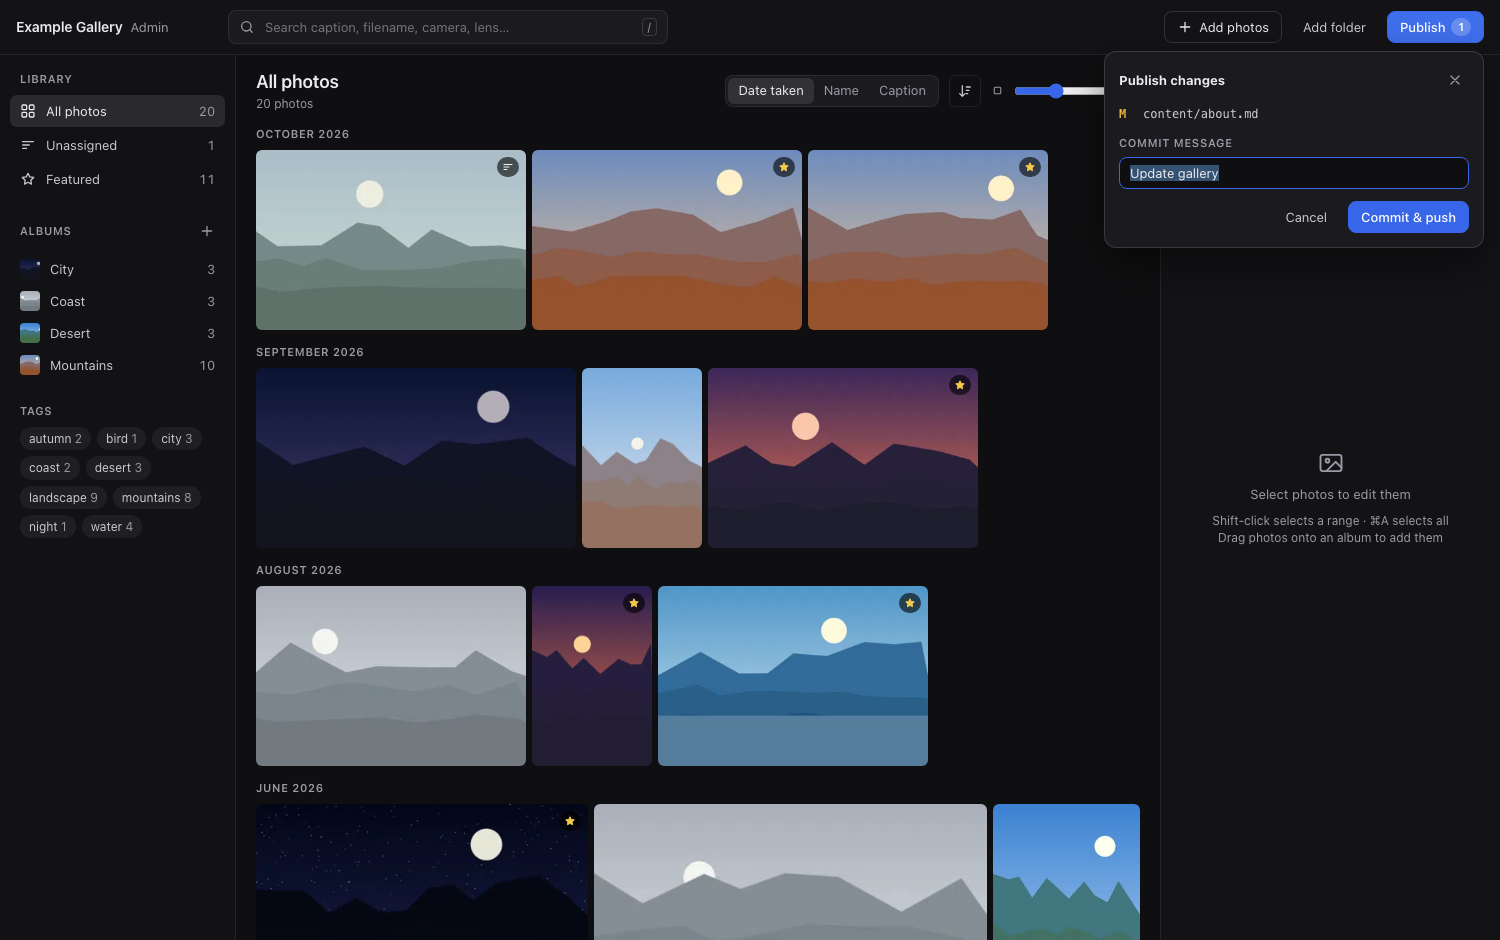 Example Gallery Admin
Search caption, filename, camera, lens...
/
Add photos
Add folder
Publish 1
LIBRARY
All photos 20
Unassigned 1
Featured 11
ALBUMS
City 3
Coast 3
Desert 3
Mountains 10
TAGS
autumn 2 bird 1 city 3
coast 2 desert 3
landscape 9 mountains 8
night 1 water 4
All photos
20 photos
Date taken Name Caption
OCTOBER 2026
SEPTEMBER 2026
AUGUST 2026
JUNE 2026
Publish changes
M content/about.md
COMMIT MESSAGE
Update gallery
Cancel Commit & push
Select photos to edit them
Shift-click selects a range · ⌘A selects all
Drag photos onto an album to add them